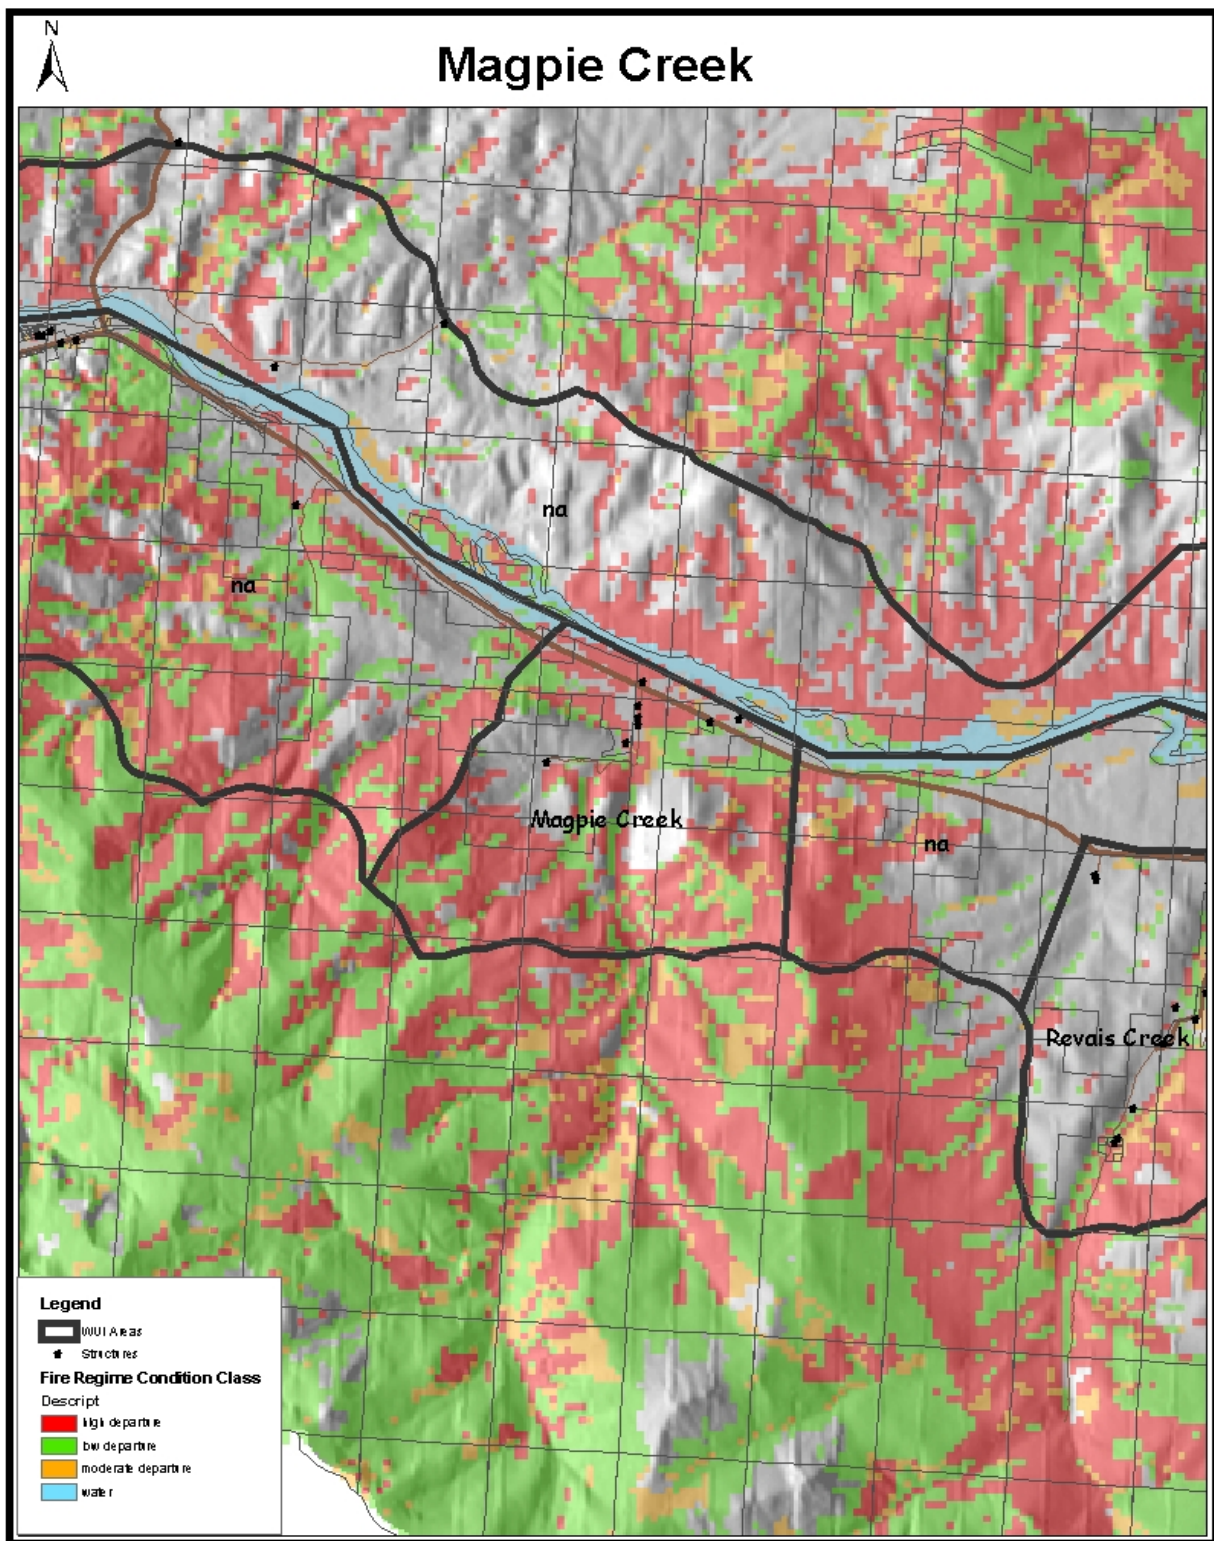 N
Magpie Creek
na
na
Magpie Creek
na
Revais Creek
Legend
WUI Areas
Structures
Fire Regime Condition Class
Descript
high departure
low departure
moderate departure
water